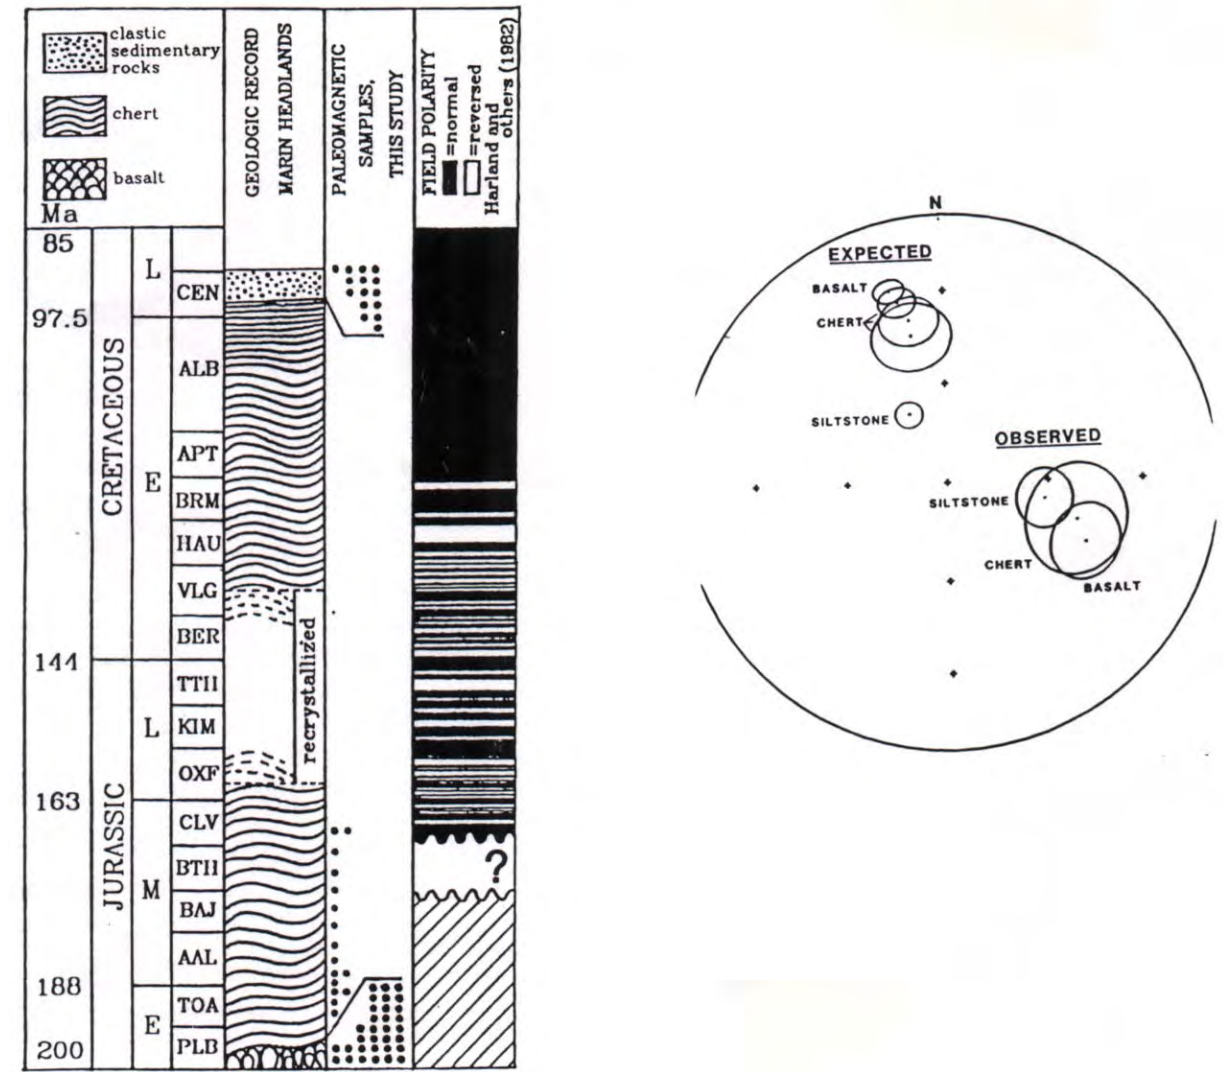 clastic
sedimentary
rocks
chert
basalt
Ma
GEOLOGIC RECORD
MARIN HEADLANDS
PALEOMAGNETIC
SAMPLES,
THIS STUDY
FIELD POLARITY
=normal
=reversed
Harland and
others (1982)
85
97.5
144
163
188
200
CRETACEOUS
JURASSIC
L
E
L
M
E
CEN
ALB
APT
BRM
HAU
VLG
BER
TTH
KIM
OXF
CLV
BTH
BAJ
AAL
TOA
PLB
recrystallized
?
N
EXPECTED
BASALT
CHERT
SILTSTONE
OBSERVED
SILTSTONE
CHERT
BASALT